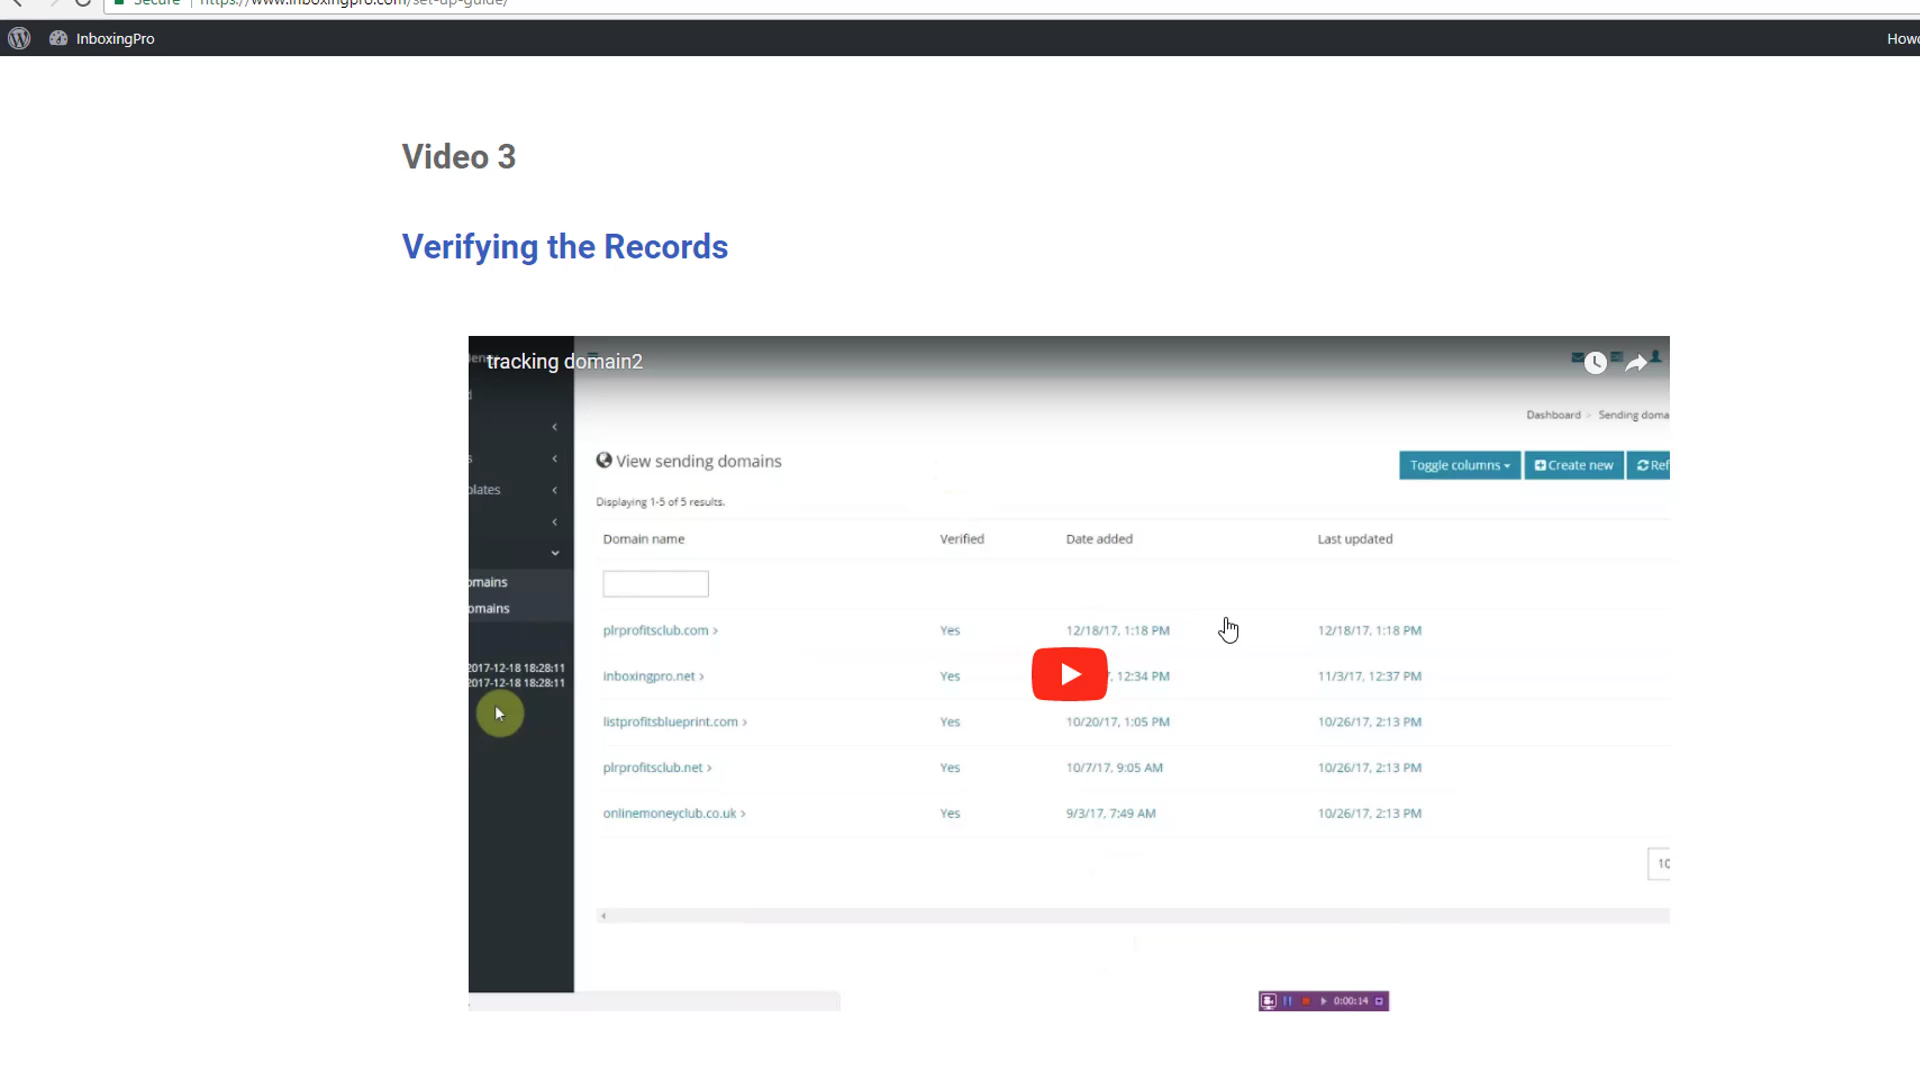 Secure | https://www.inboxingpro.com/set-up-guide/
InboxingPro
Howd
Video 3
Verifying the Records
tracking domain2
Dashboard > Sending doma
View sending domains
Toggle columns
Create new
Ref
Displaying 1-5 of 5 results.
Domain name Verified Date added Last updated
plates
omains
omains
plrprofitsclub.com > Yes 12/18/17, 1:18 PM 12/18/17, 1:18 PM
2017-12-18 18:28:11
2017-12-18 18:28:11
inboxingpro.net > Yes 12:34 PM 11/3/17, 12:37 PM
listprofitsblueprint.com > Yes 10/20/17, 1:05 PM 10/26/17, 2:13 PM
plrprofitsclub.net > Yes 10/7/17, 9:05 AM 10/26/17, 2:13 PM
onlinemoneyclub.co.uk > Yes 9/3/17, 7:49 AM 10/26/17, 2:13 PM
10
0:00:14